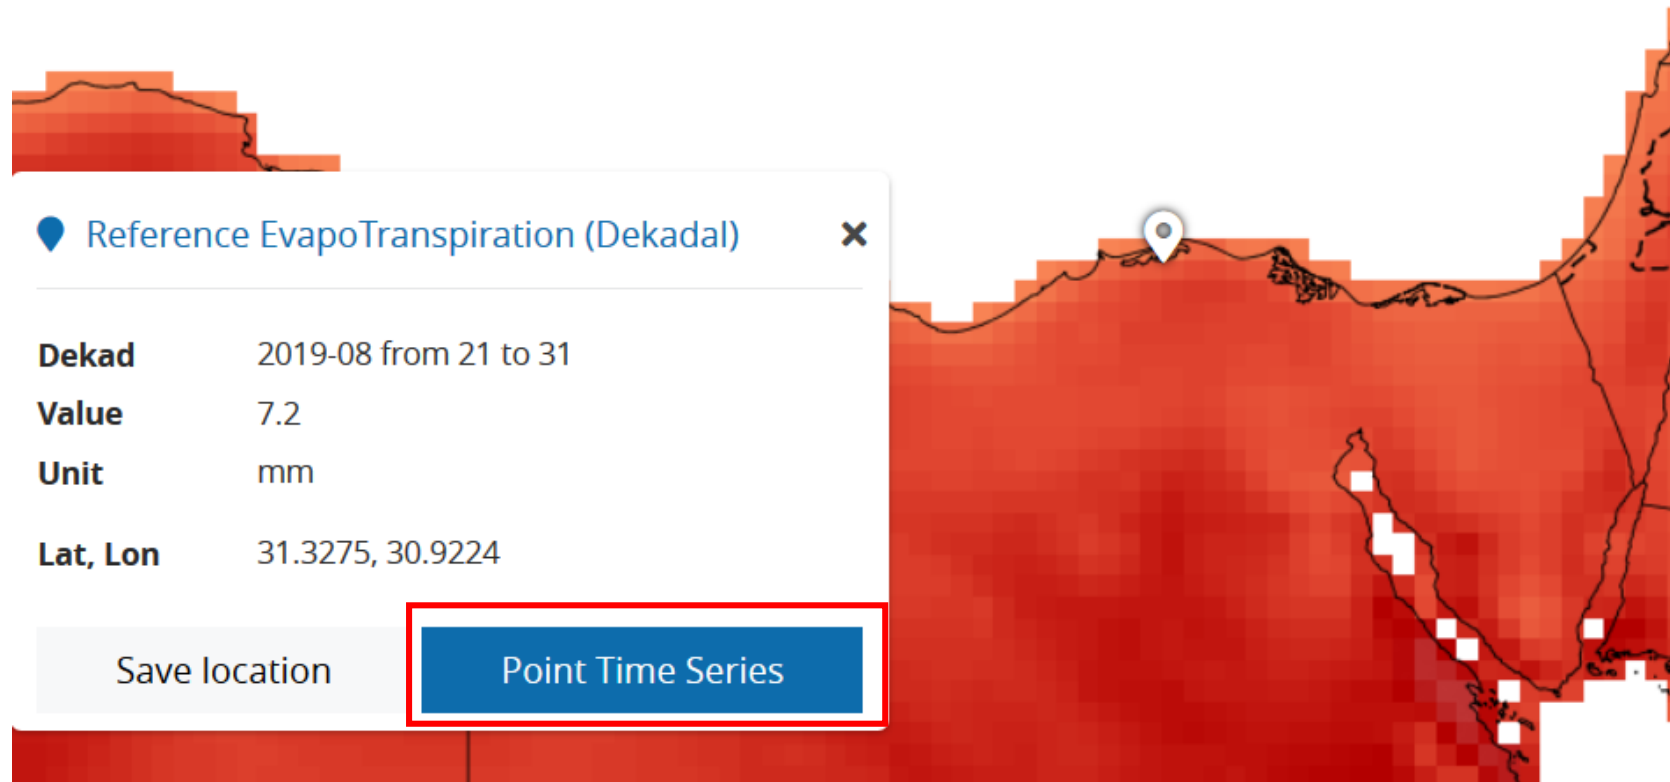 Reference EvapoTranspiration (Dekadal)
Dekad 2019-08 from 21 to 31
Value 7.2
Unit mm
Lat, Lon 31.3275, 30.9224
Save location Point Time Series